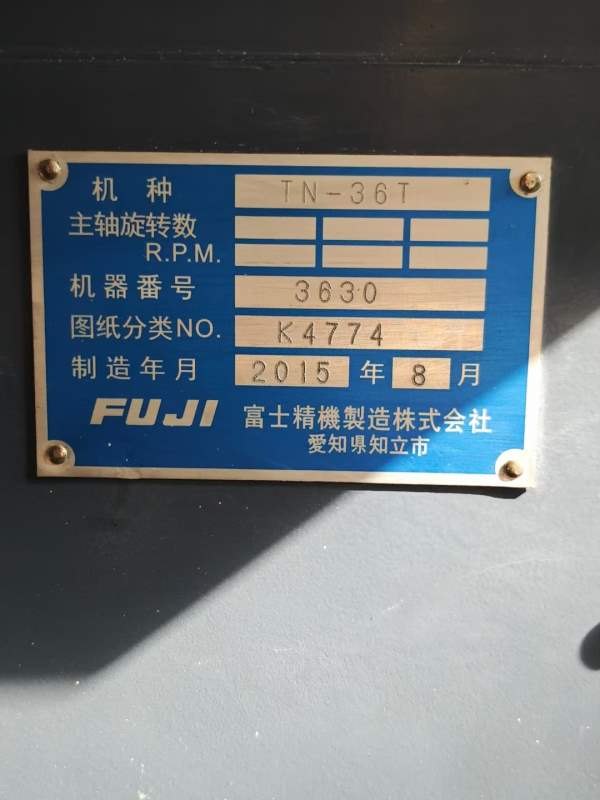 机种 TN-36T
主轴旋转数
R.P.M.
机器番号 3630
图纸分类NO. K4774
制造年月 2015 年 8 月
FUJI 富士精機製造株式会社
愛知県知立市